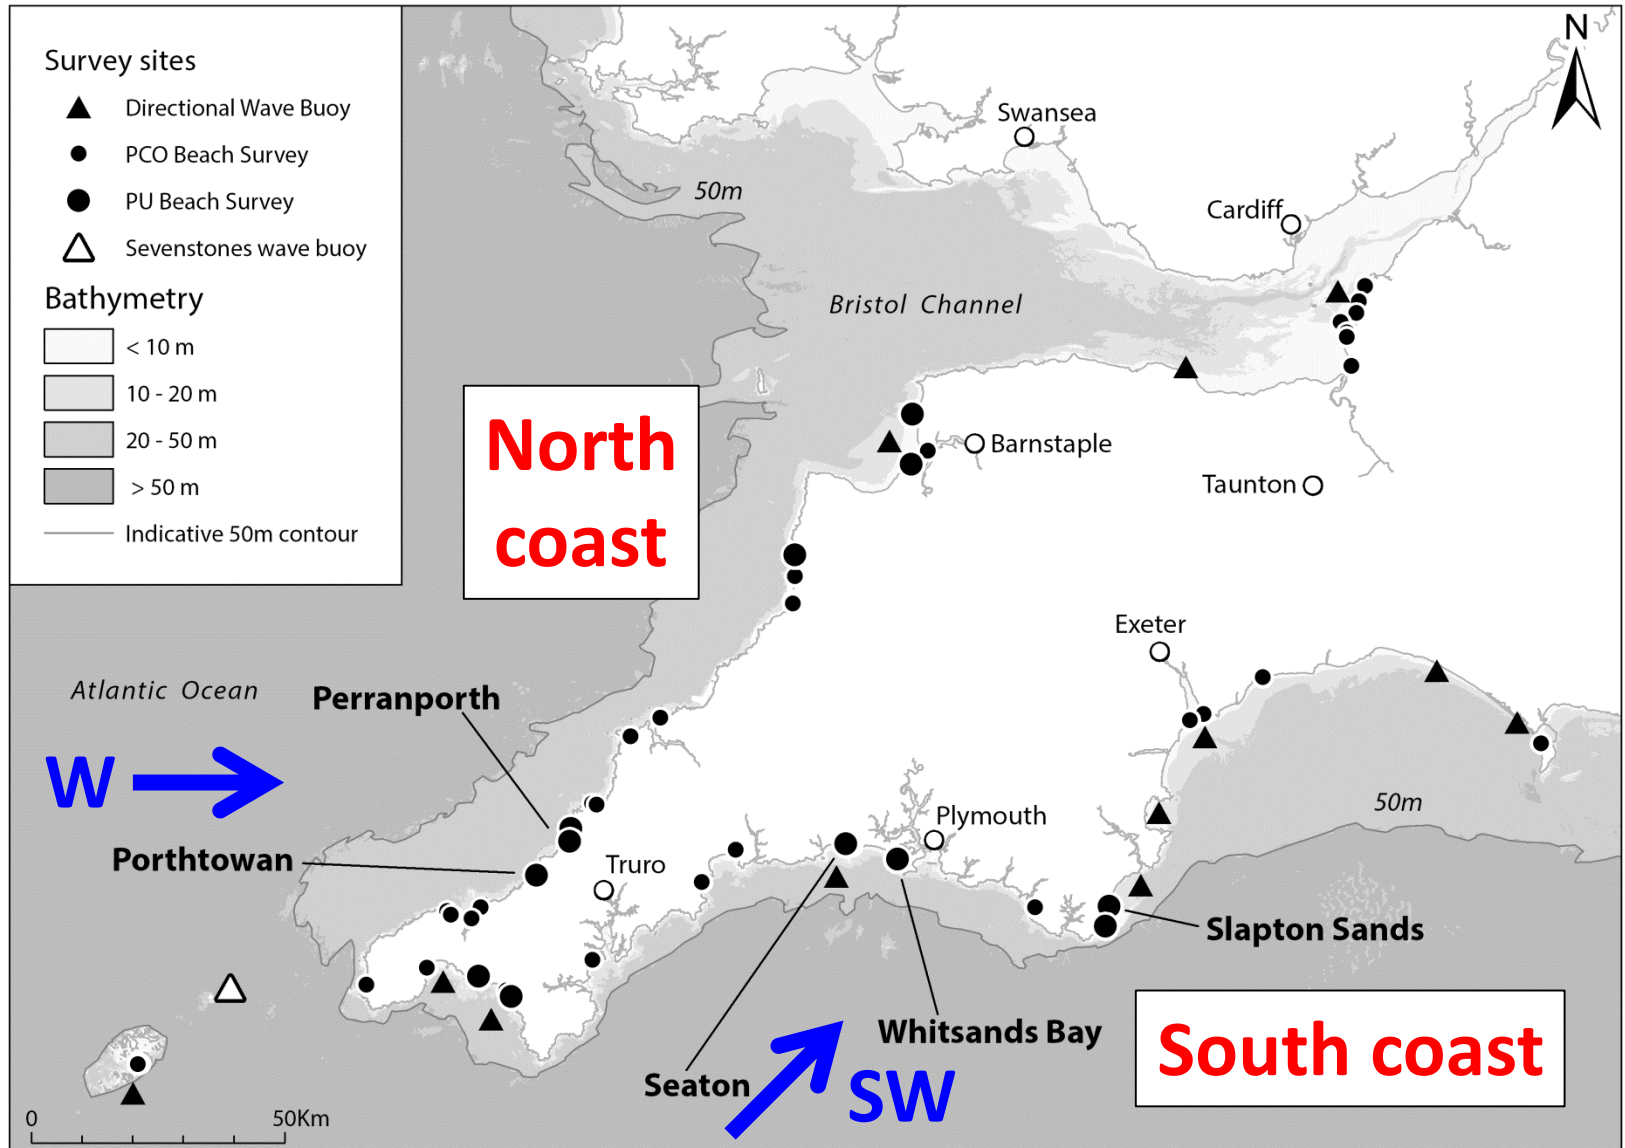 Survey sites
Directional Wave Buoy
PCO Beach Survey
PU Beach Survey
Sevenstones wave buoy
Bathymetry
< 10 m
10 - 20 m
20 - 50 m
> 50 m
Indicative 50m contour
N
Swansea
50m
Cardiff
Bristol Channel
North
coast
Barnstaple
Taunton
Exeter
Atlantic Ocean
Perranporth
W
50m
Plymouth
Porthtowan
Truro
Slapton Sands
Whitsands Bay
South coast
Seaton
SW
0 50Km